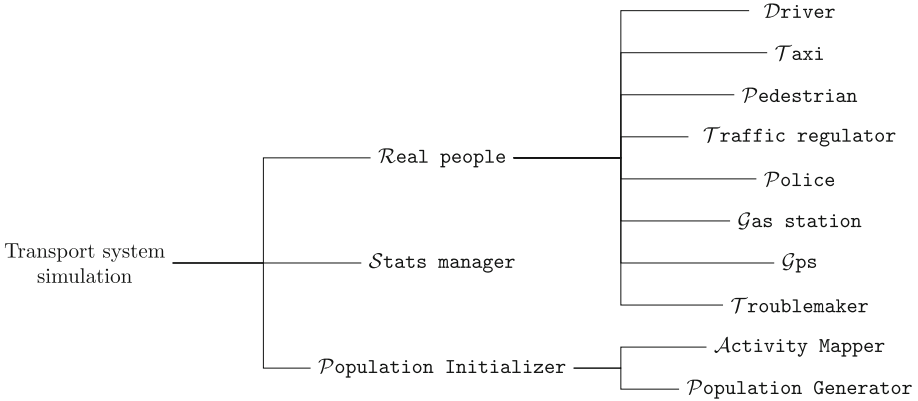 Driver
Taxi
Pedestrian
Traffic regulator
Real people
Police
Gas station
Transport system
simulation
Stats manager
Gps
Troublemaker
Activity Mapper
Population Initializer
Population Generator